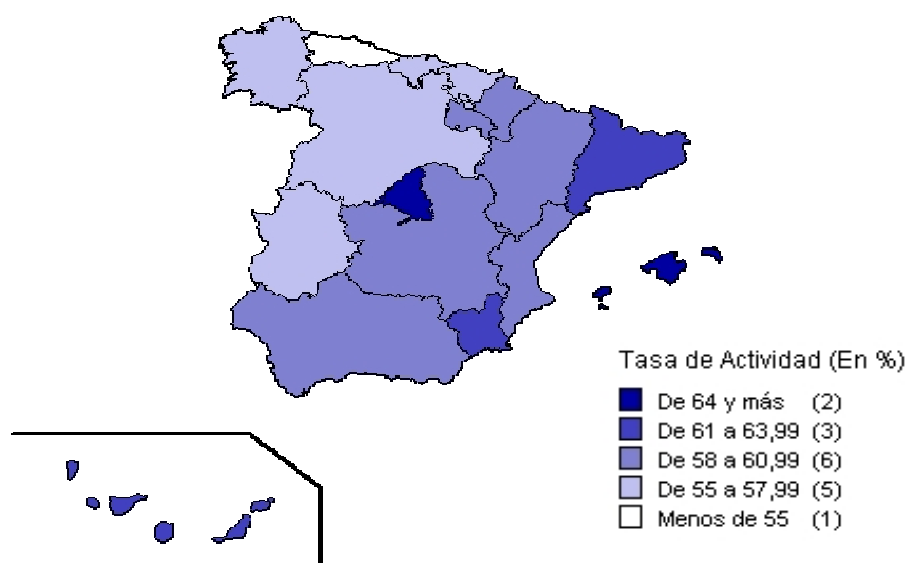 Tasa de Actividad (En %)
De 64 y más (2)
De 61 a 63,99 (3)
De 58 a 60,99 (6)
De 55 a 57,99 (5)
Menos de 55 (1)